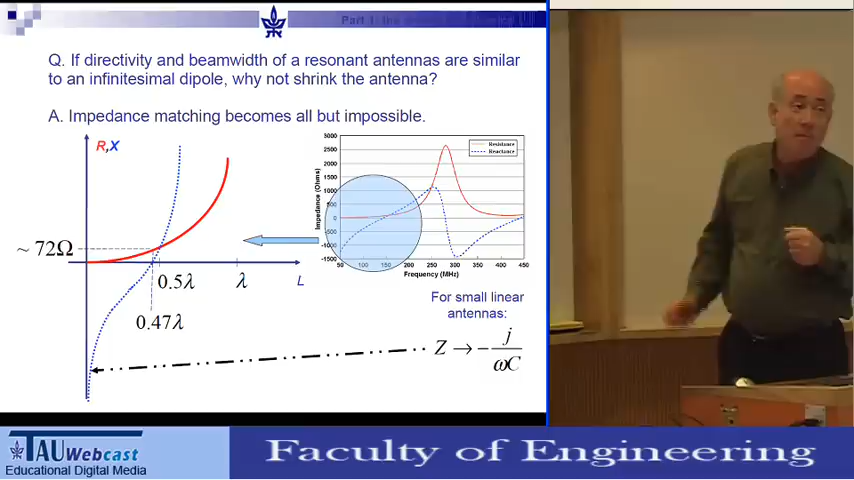 Part 1:
Q. If directivity and beamwidth of a resonant antennas are similar
to an infinitesimal dipole, why not shrink the antenna?
A. Impedance matching becomes all but impossible.
R,X
~ 72Ω
0.5λ
λ
L
0.47λ
3000
2500
2000
1500
1000
500
0
-500
-1000
-1500
Impedance (Ohms)
Resistance
Reactance
50 100 150 200 250 300 350 400 450
Frequency (MHz)
For small linear
antennas:
Z → - j / ωC
TAU Webcast
Educational Digital Media
Faculty of Engineering